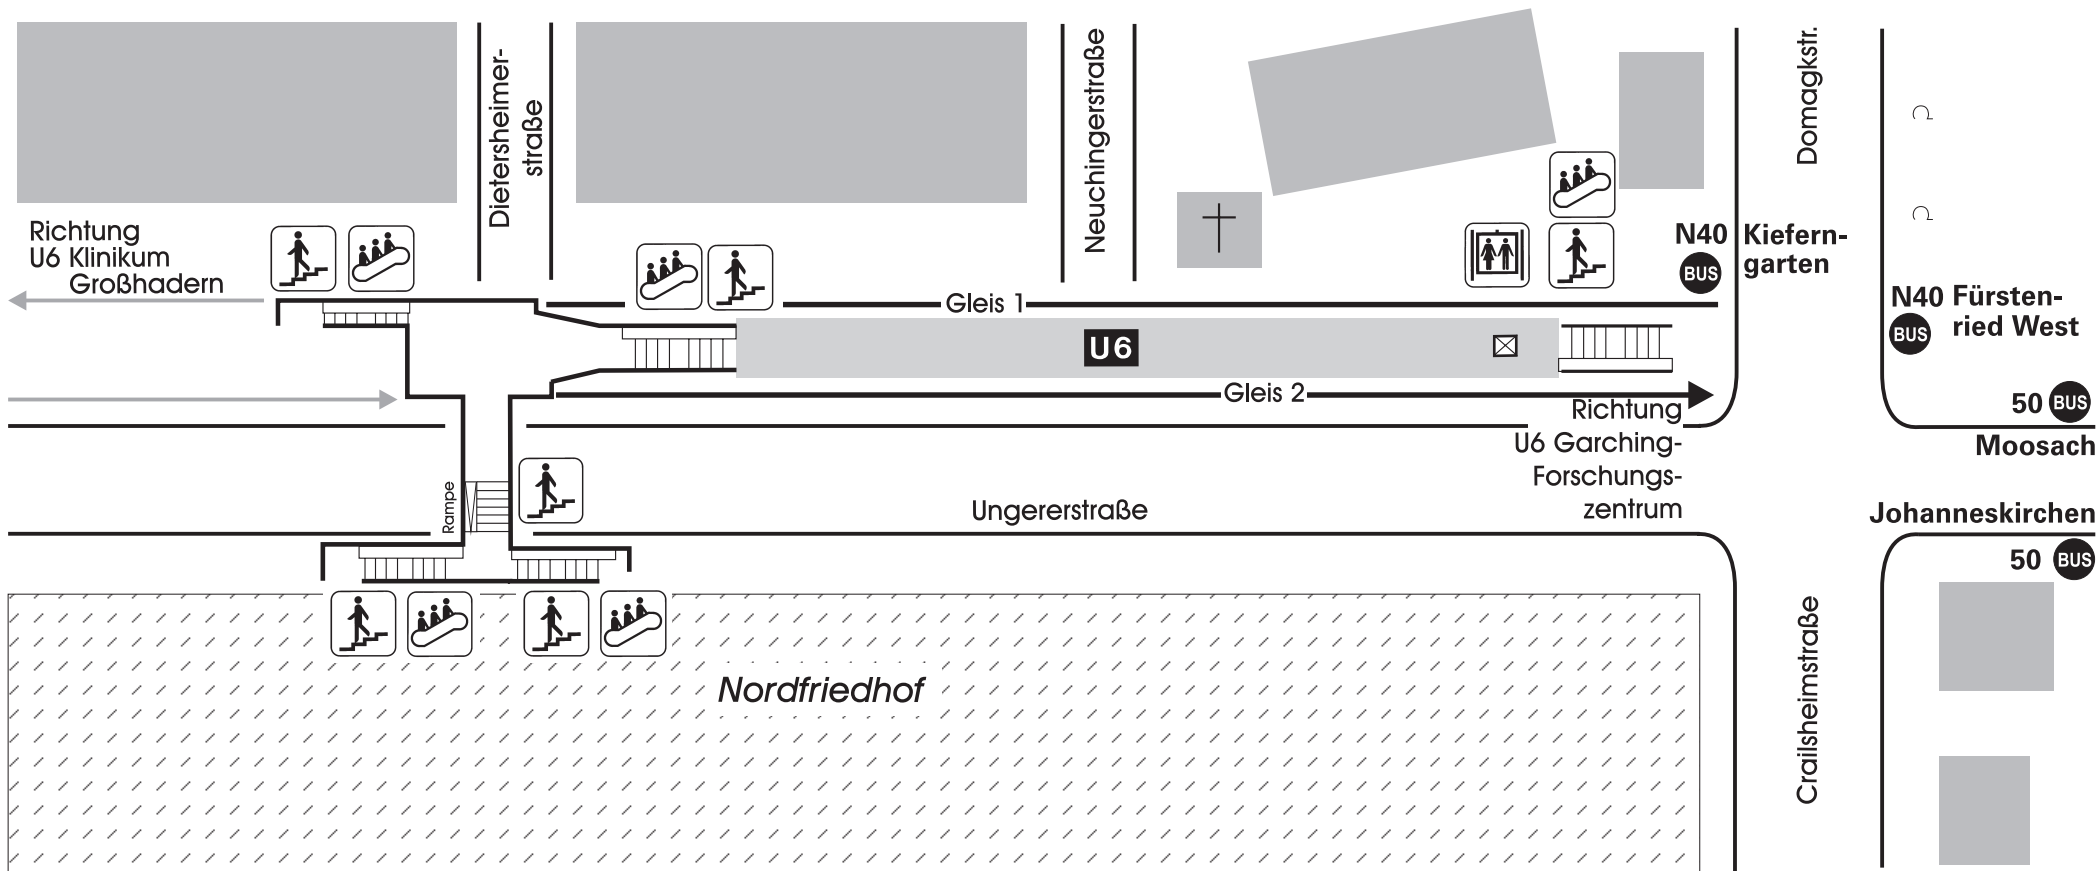 Dietersheimer-
straße
Neuchingerstraße
Domagkstr.
Richtung
U6 Klinikum
Großhadern
N40 Kiefern-
BUS garten
N40 Fürsten-
BUS ried West
Gleis 1
U6
Gleis 2
50 BUS
Moosach
Richtung
U6 Garching-
Forschungs-
zentrum
Rampe
Ungererstraße
Johanneskirchen
50 BUS
Nordfriedhof
Crailsheimstraße